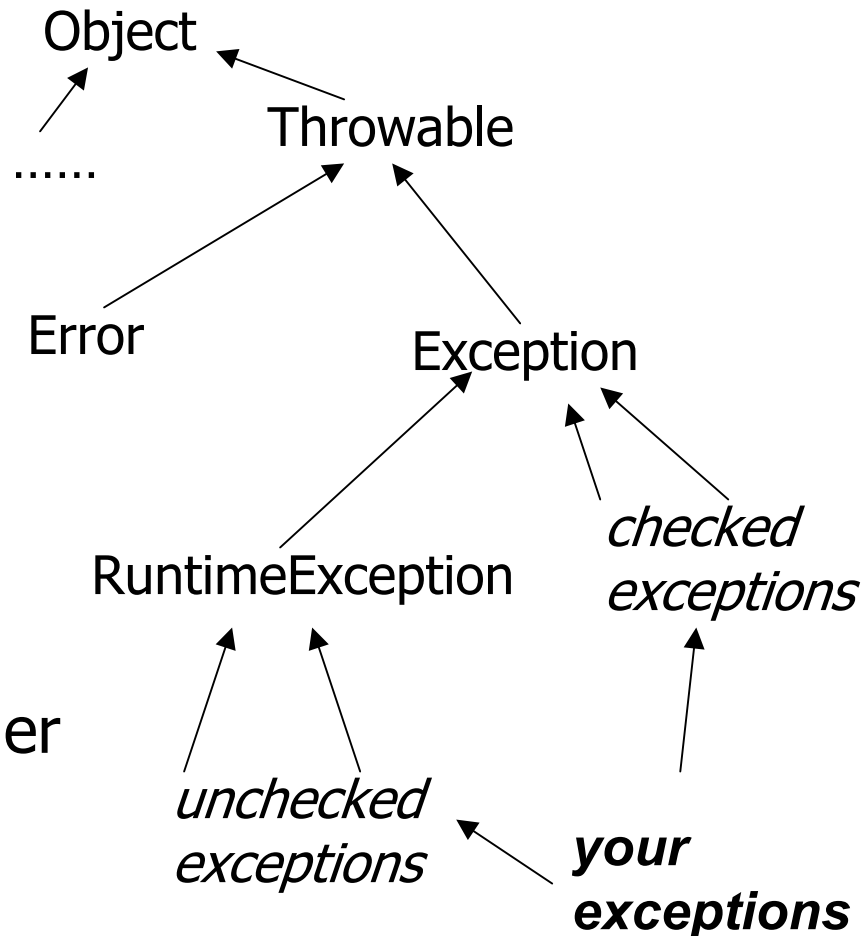 Object
Throwable
......
Error
Exception
checked
exceptions
RuntimeException
er
unchecked
exceptions
your
exceptions